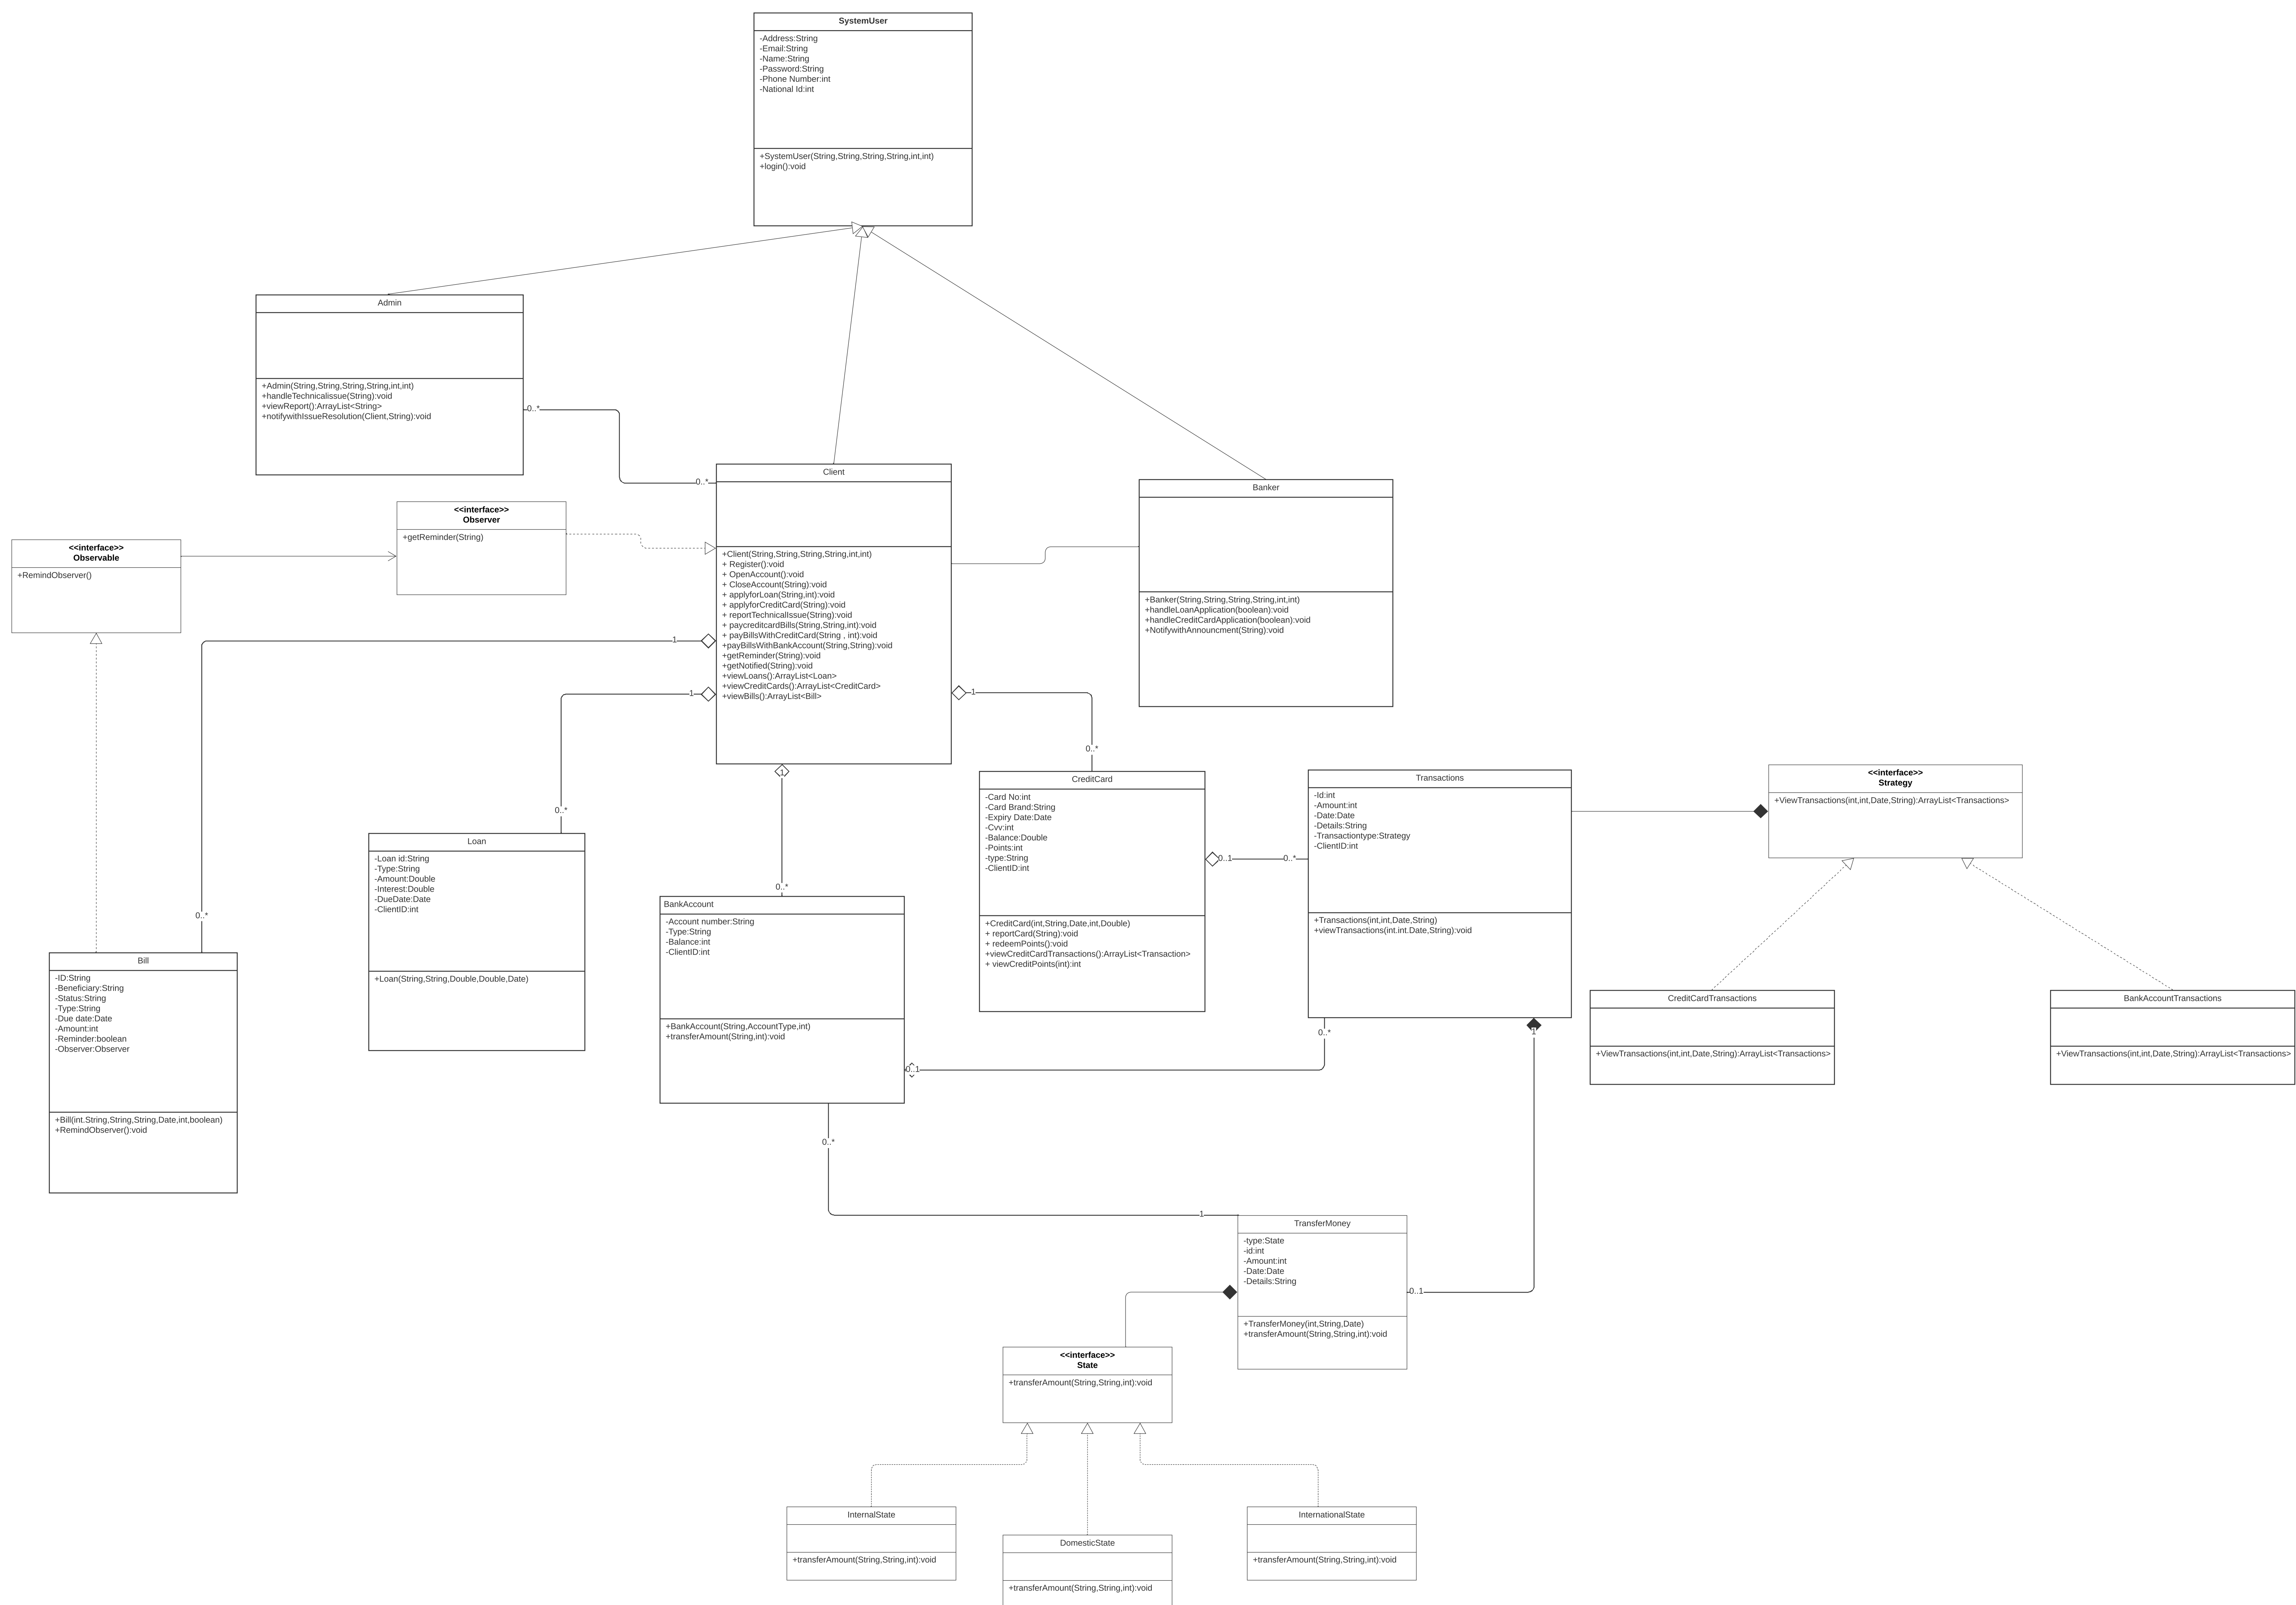 SystemUser
-Address:String
-Email:String
-Name:String
-Password:String
-Phone Number:int
-National Id:int
+SystemUser(String,String,String,String,int,int)
+login():void
Admin
+Admin(String,String,String,String,int,int)
+handleTechnicalissue(String):void
+viewReport():ArrayList<String>
+notifywithIssueResolution(Client,String):void
0..*
0..*
Client
+Client(String,String,String,String,int,int)
+ Register():void
+ OpenAccount():void
+ CloseAccount(String):void
+ applyforLoan(String,int):void
+ applyforCreditCard(String):void
+ reportTechnicalIssue(String):void
+ paycreditcardBills(String,String,int):void
+ payBillsWithCreditCard(String , int):void
+payBillsWithBankAccount(String,String):void
+getReminder(String):void
+getNotified(String):void
+viewLoans():ArrayList<Loan>
+viewCreditCards():ArrayList<CreditCard>
+viewBills():ArrayList<Bill>
Banker
+Banker(String,String,String,String,int,int)
+handleLoanApplication(boolean):void
+handleCreditCardApplication(boolean):void
+NotifywithAnnouncment(String):void
<<interface>>
Observer
+getReminder(String)
<<interface>>
Observable
+RemindObserver()
1
1
1
1
0..*
0..*
0..*
0..*
CreditCard
-Card No:int
-Card Brand:String
-Expiry Date:Date
-Cvv:int
-Balance:Double
-Points:int
-type:String
-ClientID:int
+CreditCard(int,String,Date,int,Double)
+ reportCard(String):void
+ redeemPoints():void
+viewCreditCardTransactions():ArrayList<Transaction>
+ viewCreditPoints(int):int
0..1
0..*
Transactions
-Id:int
-Amount:int
-Date:Date
-Details:String
-Transactiontype:Strategy
-ClientID:int
+Transactions(int,int,Date,String)
+viewTransactions(int.int.Date,String):void
<<interface>>
Strategy
+ViewTransactions(int,int,Date,String):ArrayList<Transactions>
Loan
-Loan id:String
-Type:String
-Amount:Double
-Interest:Double
-DueDate:Date
-ClientID:int
+Loan(String,String,Double,Double,Date)
BankAccount
-Account number:String
-Type:String
-Balance:int
-ClientID:int
+BankAccount(String,AccountType,int)
+transferAmount(String,int):void
Bill
-ID:String
-Beneficiary:String
-Status:String
-Type:String
-Due date:Date
-Amount:int
-Reminder:boolean
-Observer:Observer
+Bill(int.String,String,String,Date,int,boolean)
+RemindObserver():void
CreditCardTransactions
+ViewTransactions(int,int,Date,String):ArrayList<Transactions>
BankAccountTransactions
+ViewTransactions(int,int,Date,String):ArrayList<Transactions>
0..*
1
0..1
0..*
1
TransferMoney
-type:State
-id:int
-Amount:int
-Date:Date
-Details:String
+TransferMoney(int,String,Date)
+transferAmount(String,String,int):void
0..1
<<interface>>
State
+transferAmount(String,String,int):void
InternalState
+transferAmount(String,String,int):void
DomesticState
+transferAmount(String,String,int):void
InternationalState
+transferAmount(String,String,int):void